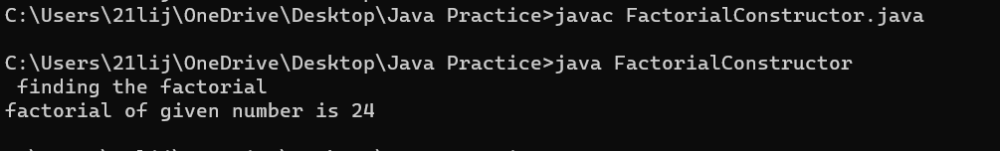 C:\Users\21lij\OneDrive\Desktop\Java Practice>javac FactorialConstructor.java
C:\Users\21lij\OneDrive\Desktop\Java Practice>java FactorialConstructor
 finding the factorial
factorial of given number is 24